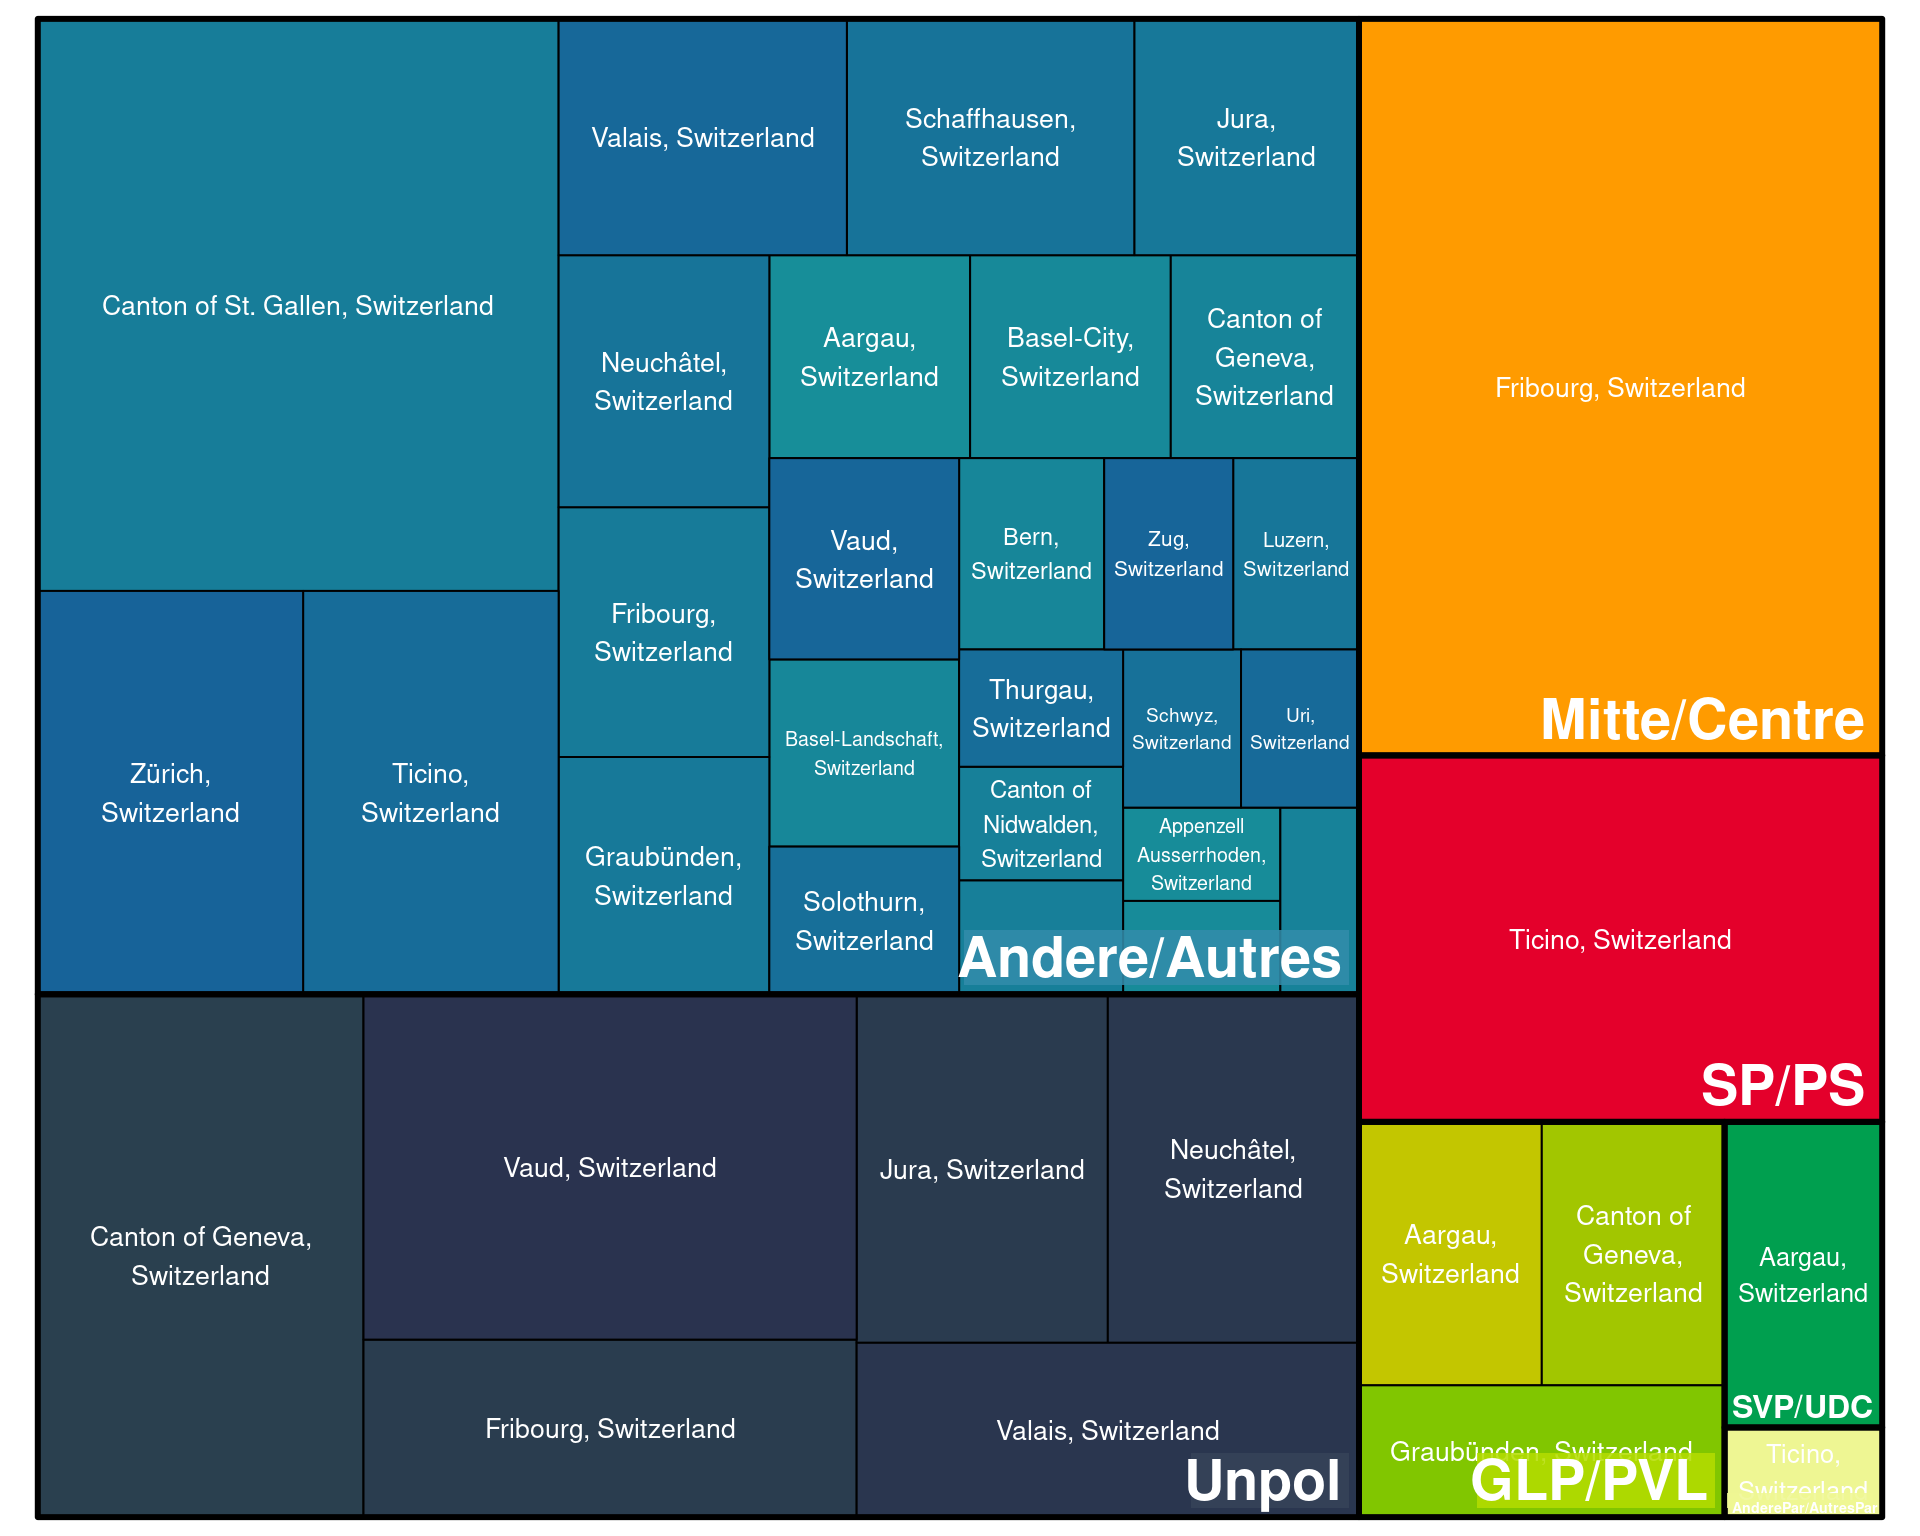 Canton of St. Gallen, Switzerland
Valais, Switzerland
Schaffhausen,
Switzerland
Jura,
Switzerland
Neuchâtel,
Switzerland
Aargau,
Switzerland
Basel-City,
Switzerland
Canton of
Geneva,
Switzerland
Fribourg,
Switzerland
Vaud,
Switzerland
Bern,
Switzerland
Zug,
Switzerland
Luzern,
Switzerland
Zürich,
Switzerland
Ticino,
Switzerland
Graubünden,
Switzerland
Basel-Landschaft,
Switzerland
Solothurn,
Switzerland
Thurgau,
Switzerland
Schwyz,
Switzerland
Uri,
Switzerland
Canton of
Nidwalden,
Switzerland
Appenzell
Ausserrhoden,
Switzerland
Andere/Autres
Canton of Geneva,
Switzerland
Vaud, Switzerland
Jura, Switzerland
Neuchâtel,
Switzerland
Fribourg, Switzerland
Valais, Switzerland
Unpol
Fribourg, Switzerland
Mitte/Centre
Ticino, Switzerland
SP/PS
Aargau,
Switzerland
Canton of
Geneva,
Switzerland
Graubünden, Switzerland
GLP/PVL
Aargau,
Switzerland
SVP/UDC
Ticino,
Switzerland
AnderePar/AutresPar